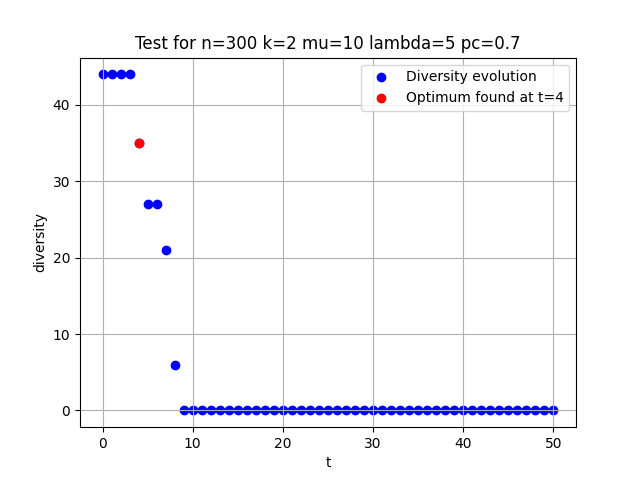 Test for n=300 k=2 mu=10 lambda=5 pc=0.7
Diversity evolution
Optimum found at t=4
diversity
40
30
20
10
0
0 10 20 30 40 50
t